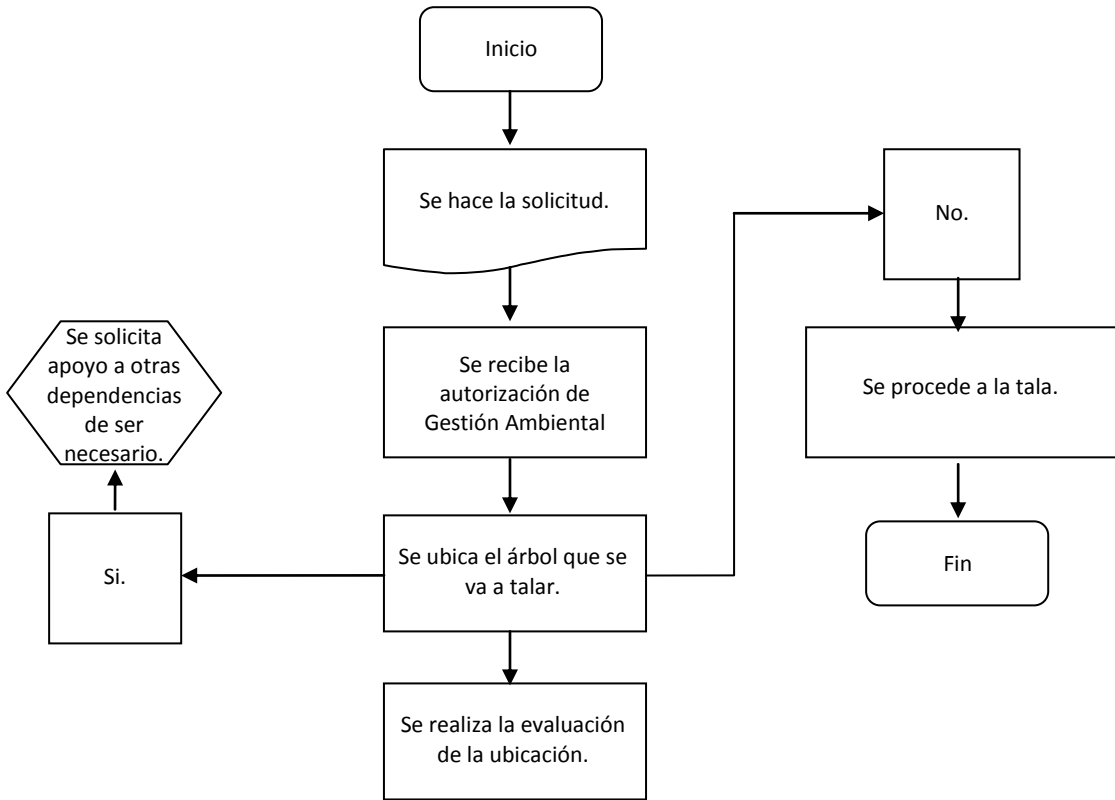 Inicio
Se hace la solicitud.
No.
Se solicita
apoyo a otras
dependencias
de ser
necesario.
Se recibe la
autorización de
Gestión Ambiental
Se procede a la tala.
Si.
Se ubica el árbol que se
va a talar.
Fin
Se realiza la evaluación
de la ubicación.